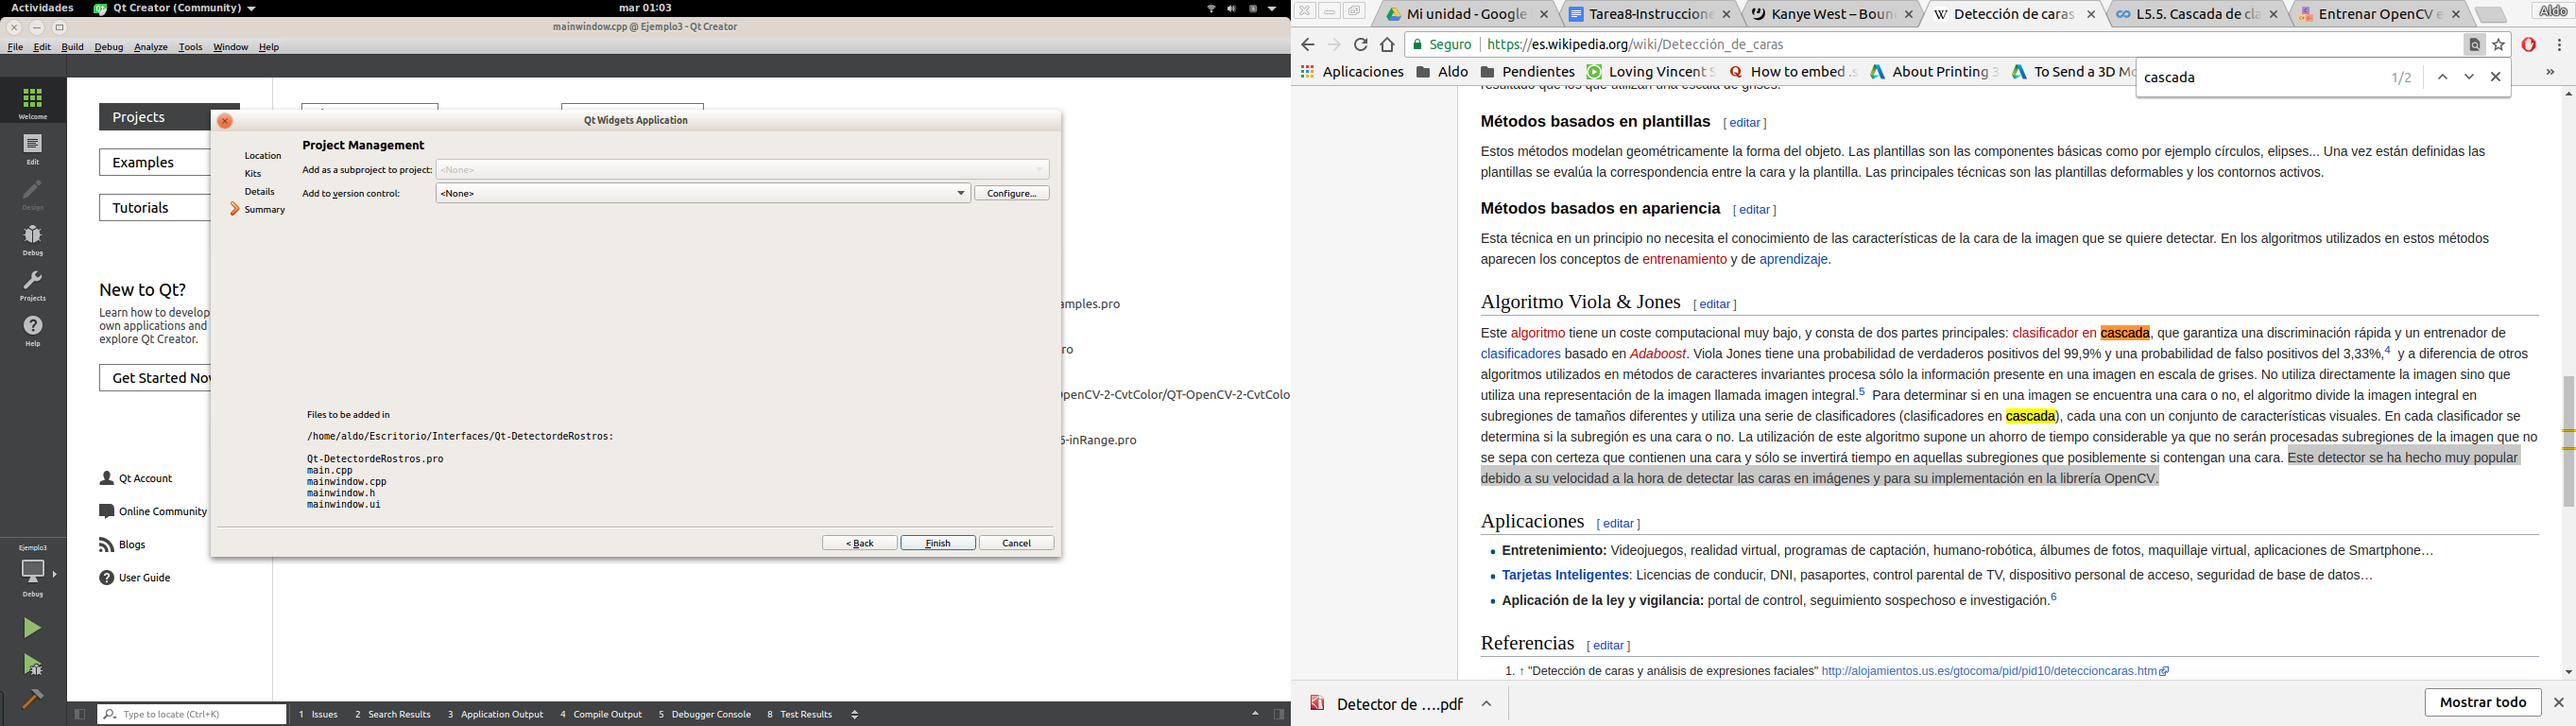 Actividades
Qt Creator (Community)
mar 01:03
mainwindow.cpp @ Ejemplo3 - Qt Creator
File Edit Build Debug Analyze Tools Window Help
Welcome
Edit
Design
Debug
Projects
Help
Ejemplo3
Debug
Projects
Examples
Tutorials
New to Qt?
Learn how to develop
own applications and
explore Qt Creator.
Get Started No
Qt Account
Online Community
Blogs
User Guide
Qt Widgets Application
Location
Kits
Details
Summary
Project Management
Add as a subproject to project: <None>
Add to version control: <None> Configure...
Files to be added in
/home/aldo/Escritorio/Interfaces/Qt-DetectordeRostros:
Qt-DetectordeRostros.pro
main.cpp
mainwindow.cpp
mainwindow.h
mainwindow.ui
< Back Finish Cancel
amples.pro
ro
OpenCV-2-CvtColor/QT-OpenCV-2-CvtColo
-inRange.pro
Type to locate (Ctrl+K)
1 Issues 2 Search Results 3 Application Output 4 Compile Output 5 Debugger Console 8 Test Results
Mi unidad - Google
Tarea8-Instruccione
Kanye West – Boun
Detección de caras
L5.5. Cascada de cla
Entrenar OpenCV e
Aldo
Seguro https://es.wikipedia.org/wiki/Detección_de_caras
Aplicaciones Aldo Pendientes Loving Vincent S How to embed .s About Printing 3 To Send a 3D Mo »
cascada 1/2
resultado que los que utilizan una escala de grises.
Métodos basados en plantillas [ editar ]
Estos métodos modelan geométricamente la forma del objeto. Las plantillas son las componentes básicas como por ejemplo círculos, elipses... Una vez están definidas las
plantillas se evalúa la correspondencia entre la cara y la plantilla. Las principales técnicas son las plantillas deformables y los contornos activos.
Métodos basados en apariencia [ editar ]
Esta técnica en un principio no necesita el conocimiento de las características de la cara de la imagen que se quiere detectar. En los algoritmos utilizados en estos métodos
aparecen los conceptos de entrenamiento y de aprendizaje.
Algoritmo Viola & Jones [ editar ]
Este algoritmo tiene un coste computacional muy bajo, y consta de dos partes principales: clasificador en cascada, que garantiza una discriminación rápida y un entrenador de
clasificadores basado en Adaboost. Viola Jones tiene una probabilidad de verdaderos positivos del 99,9% y una probabilidad de falso positivos del 3,33%,4 y a diferencia de otros
algoritmos utilizados en métodos de caracteres invariantes procesa sólo la información presente en una imagen en escala de grises. No utiliza directamente la imagen sino que
utiliza una representación de la imagen llamada imagen integral.5 Para determinar si en una imagen se encuentra una cara o no, el algoritmo divide la imagen integral en
subregiones de tamaños diferentes y utiliza una serie de clasificadores (clasificadores en cascada), cada una con un conjunto de características visuales. En cada clasificador se
determina si la subregión es una cara o no. La utilización de este algoritmo supone un ahorro de tiempo considerable ya que no serán procesadas subregiones de la imagen que no
se sepa con certeza que contienen una cara y sólo se invertirá tiempo en aquellas subregiones que posiblemente si contengan una cara. Este detector se ha hecho muy popular
debido a su velocidad a la hora de detectar las caras en imágenes y para su implementación en la librería OpenCV.
Aplicaciones [ editar ]
• Entretenimiento: Videojuegos, realidad virtual, programas de captación, humano-robótica, álbumes de fotos, maquillaje virtual, aplicaciones de Smartphone…
• Tarjetas Inteligentes: Licencias de conducir, DNI, pasaportes, control parental de TV, dispositivo personal de acceso, seguridad de base de datos…
• Aplicación de la ley y vigilancia: portal de control, seguimiento sospechoso e investigación.6
Referencias [ editar ]
1. ↑ "Detección de caras y análisis de expresiones faciales" http://alojamientos.us.es/gtocoma/pid/pid10/deteccioncaras.htm
Detector de ....pdf
Mostrar todo